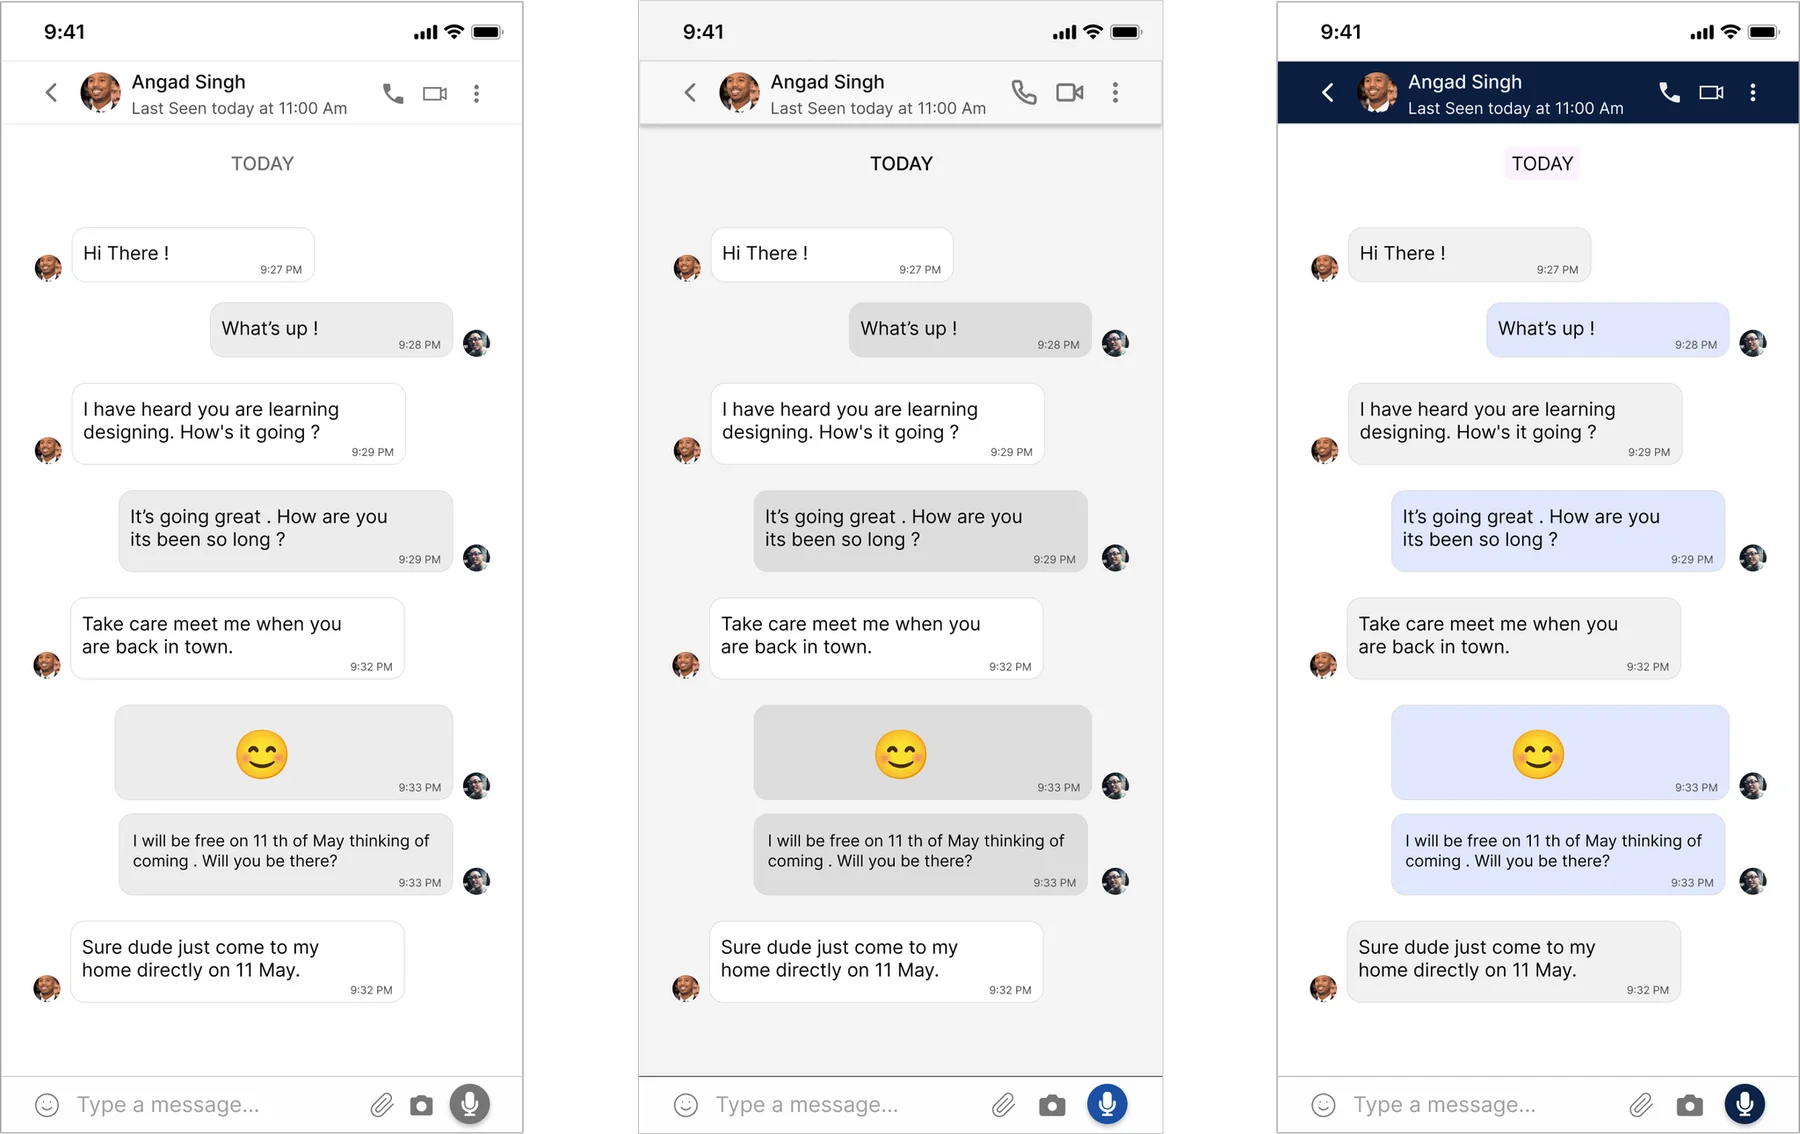 9:41
Angad Singh
Last Seen today at 11:00 Am
TODAY
Hi There !
9:27 PM
What's up !
9:28 PM
I have heard you are learning
designing. How's it going ?
9:29 PM
It's going great . How are you
its been so long ?
9:29 PM
Take care meet me when you
are back in town.
9:32 PM
9:33 PM
I will be free on 11 th of May thinking of
coming . Will you be there?
9:33 PM
Sure dude just come to my
home directly on 11 May.
9:32 PM
Type a message...
9:41
Angad Singh
Last Seen today at 11:00 Am
TODAY
Hi There !
9:27 PM
What's up !
9:28 PM
I have heard you are learning
designing. How's it going ?
9:29 PM
It's going great . How are you
its been so long ?
9:29 PM
Take care meet me when you
are back in town.
9:32 PM
9:33 PM
I will be free on 11 th of May thinking of
coming . Will you be there?
9:33 PM
Sure dude just come to my
home directly on 11 May.
9:32 PM
Type a message...
9:41
Angad Singh
Last Seen today at 11:00 Am
TODAY
Hi There !
9:27 PM
What's up !
9:28 PM
I have heard you are learning
designing. How's it going ?
9:29 PM
It's going great . How are you
its been so long ?
9:29 PM
Take care meet me when you
are back in town.
9:32 PM
9:33 PM
I will be free on 11 th of May thinking of
coming . Will you be there?
9:33 PM
Sure dude just come to my
home directly on 11 May.
9:32 PM
Type a message...